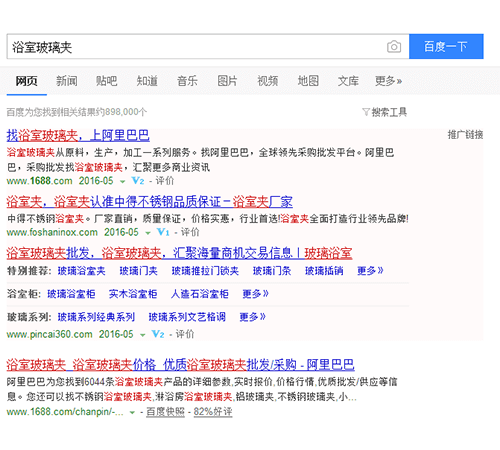 浴室玻璃夹 百度一下
网页 新闻 贴吧 知道 音乐 图片 视频 地图 文库 更多»
百度为您找到相关结果约898,000个 搜索工具
找浴室玻璃夹，上阿里巴巴 推广链接
浴室玻璃夹从原料，生产，加工一系列服务。找阿里巴巴，全球领先采购批发平台。阿里巴
巴，采购批发找浴室玻璃夹，汇聚更多商业资讯
www.1688.com 2016-05 V2 - 评价
浴室夹，浴室夹认准中得不锈钢品质保证－浴室夹厂家
中得不锈钢浴室夹。厂家直销，质量保证，价格实惠，行业首选!浴室夹全面打造行业领先品牌!
www.foshaninox.com 2016-05 V1 - 评价
浴室玻璃夹批发，浴室玻璃夹，汇聚海量商机交易信息丨玻璃浴室
特别推荐: 玻璃浴室夹 玻璃门夹 玻璃推拉门锁夹 玻璃门条 玻璃插销 更多»
浴室柜: 玻璃浴室柜 实木浴室柜 人造石浴室柜 更多»
玻璃系列: 玻璃系列经典系列 玻璃系列文艺格调 更多»
www.pincai360.com 2016-05 V2 - 评价
浴室玻璃夹_浴室玻璃夹价格_优质浴室玻璃夹批发/采购 - 阿里巴巴
阿里巴巴为您找到6044条浴室玻璃夹产品的详细参数,实时报价,价格行情,优质批发/供应等信
息。您还可以找不锈钢浴室玻璃夹,淋浴房浴室玻璃夹,铝玻璃夹,不锈钢玻璃夹,小...
www.1688.com/chanpin/-... - 百度快照 - 82%好评